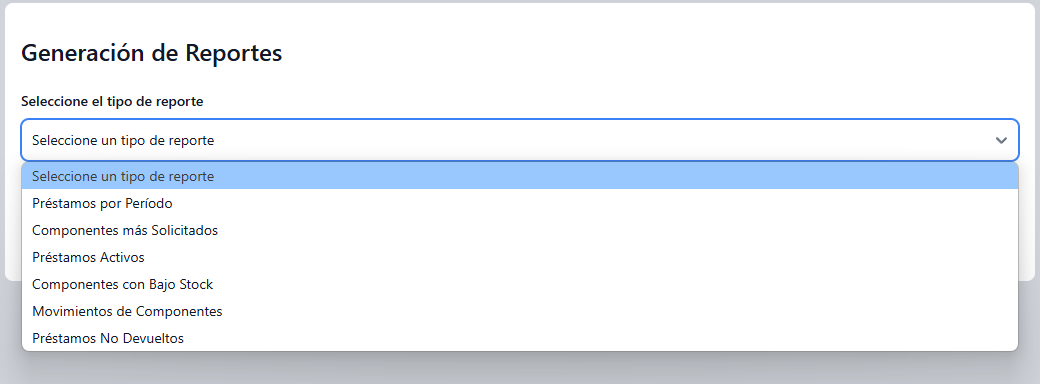 Generación de Reportes
Seleccione el tipo de reporte
Seleccione un tipo de reporte
Seleccione un tipo de reporte
Préstamos por Período
Componentes más Solicitados
Préstamos Activos
Componentes con Bajo Stock
Movimientos de Componentes
Préstamos No Devueltos